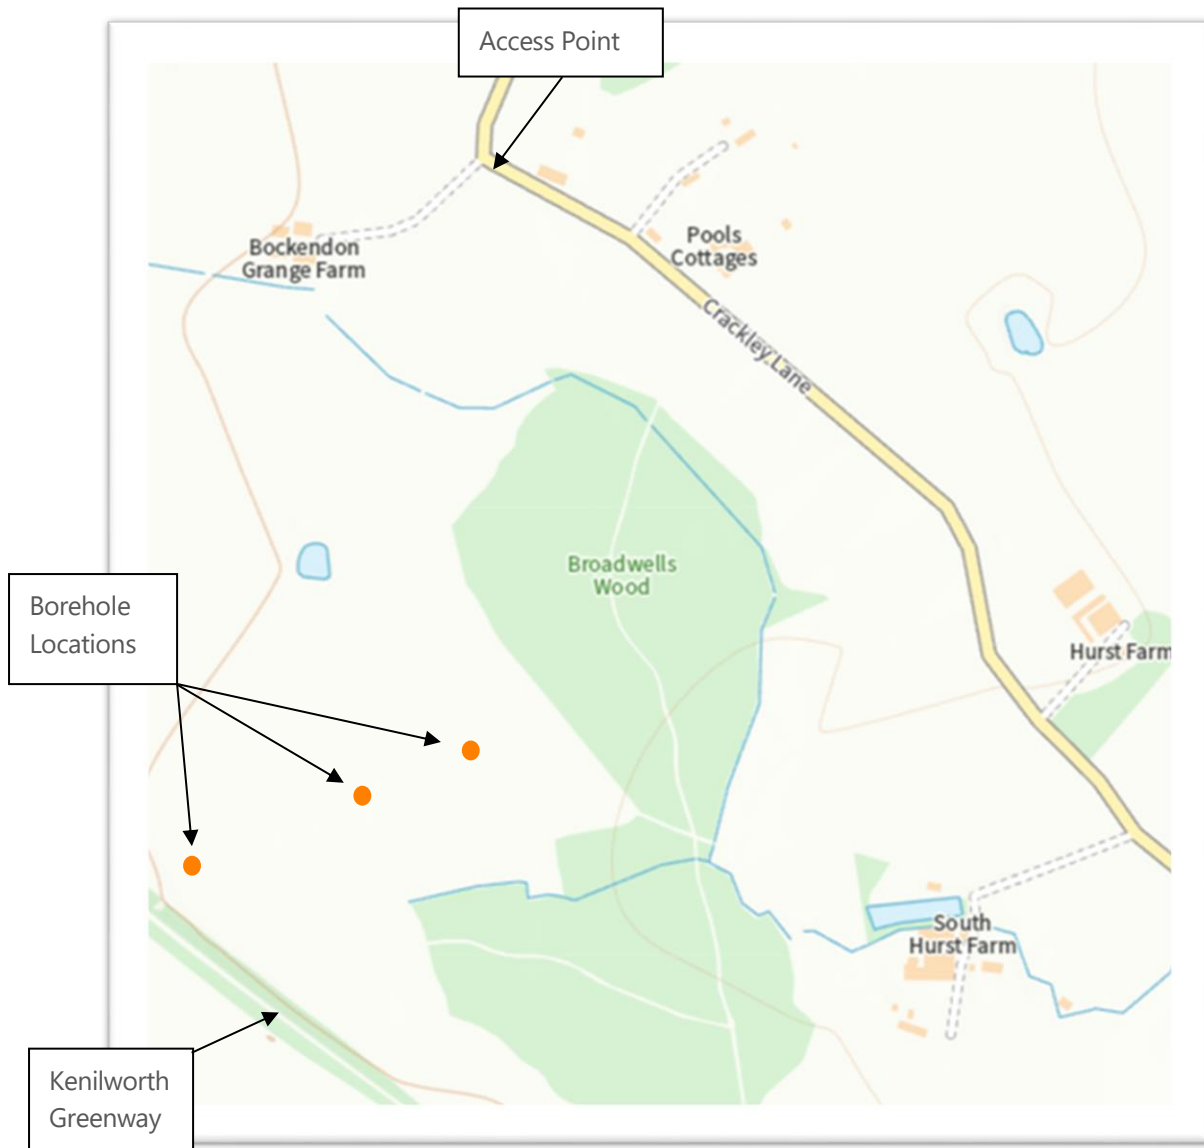 Access Point
Bockendon
Grange Farm
Pools
Cottages
Crackley Lane
Broadwells
Wood
Borehole
Locations
Hurst Farm
South
Hurst Farm
Kenilworth
Greenway